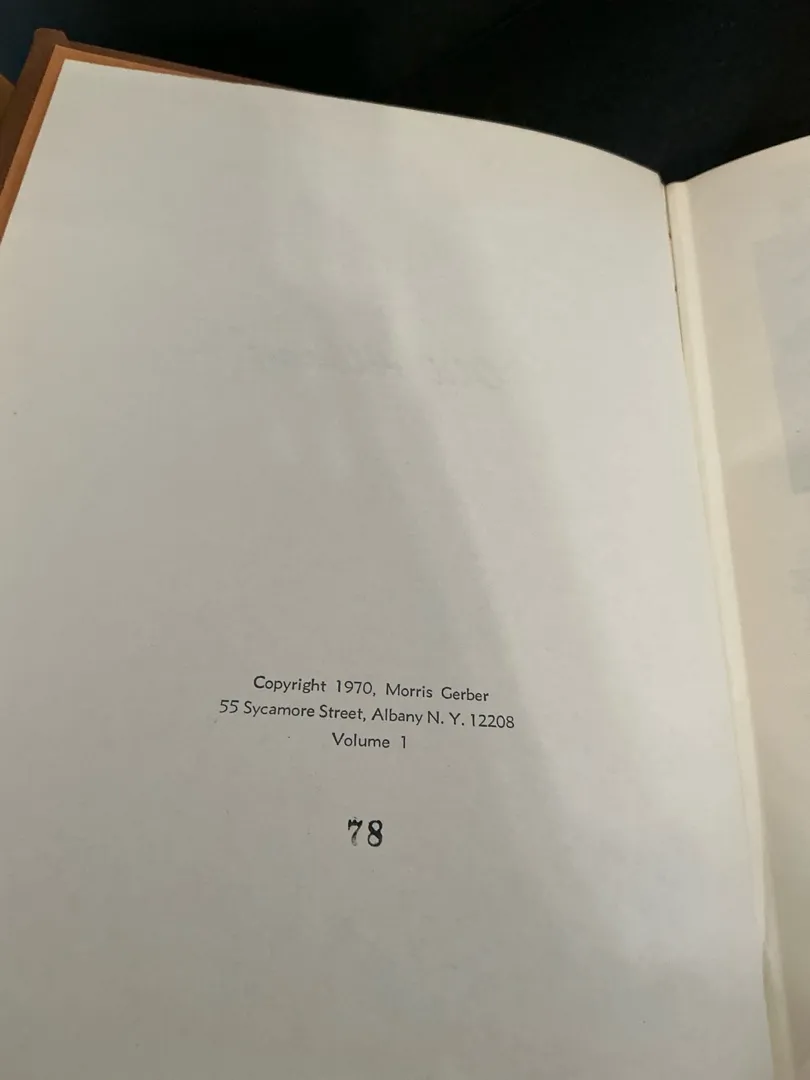 Copyright 1970, Morris Gerber
55 Sycamore Street, Albany N. Y. 12208
Volume 1
78